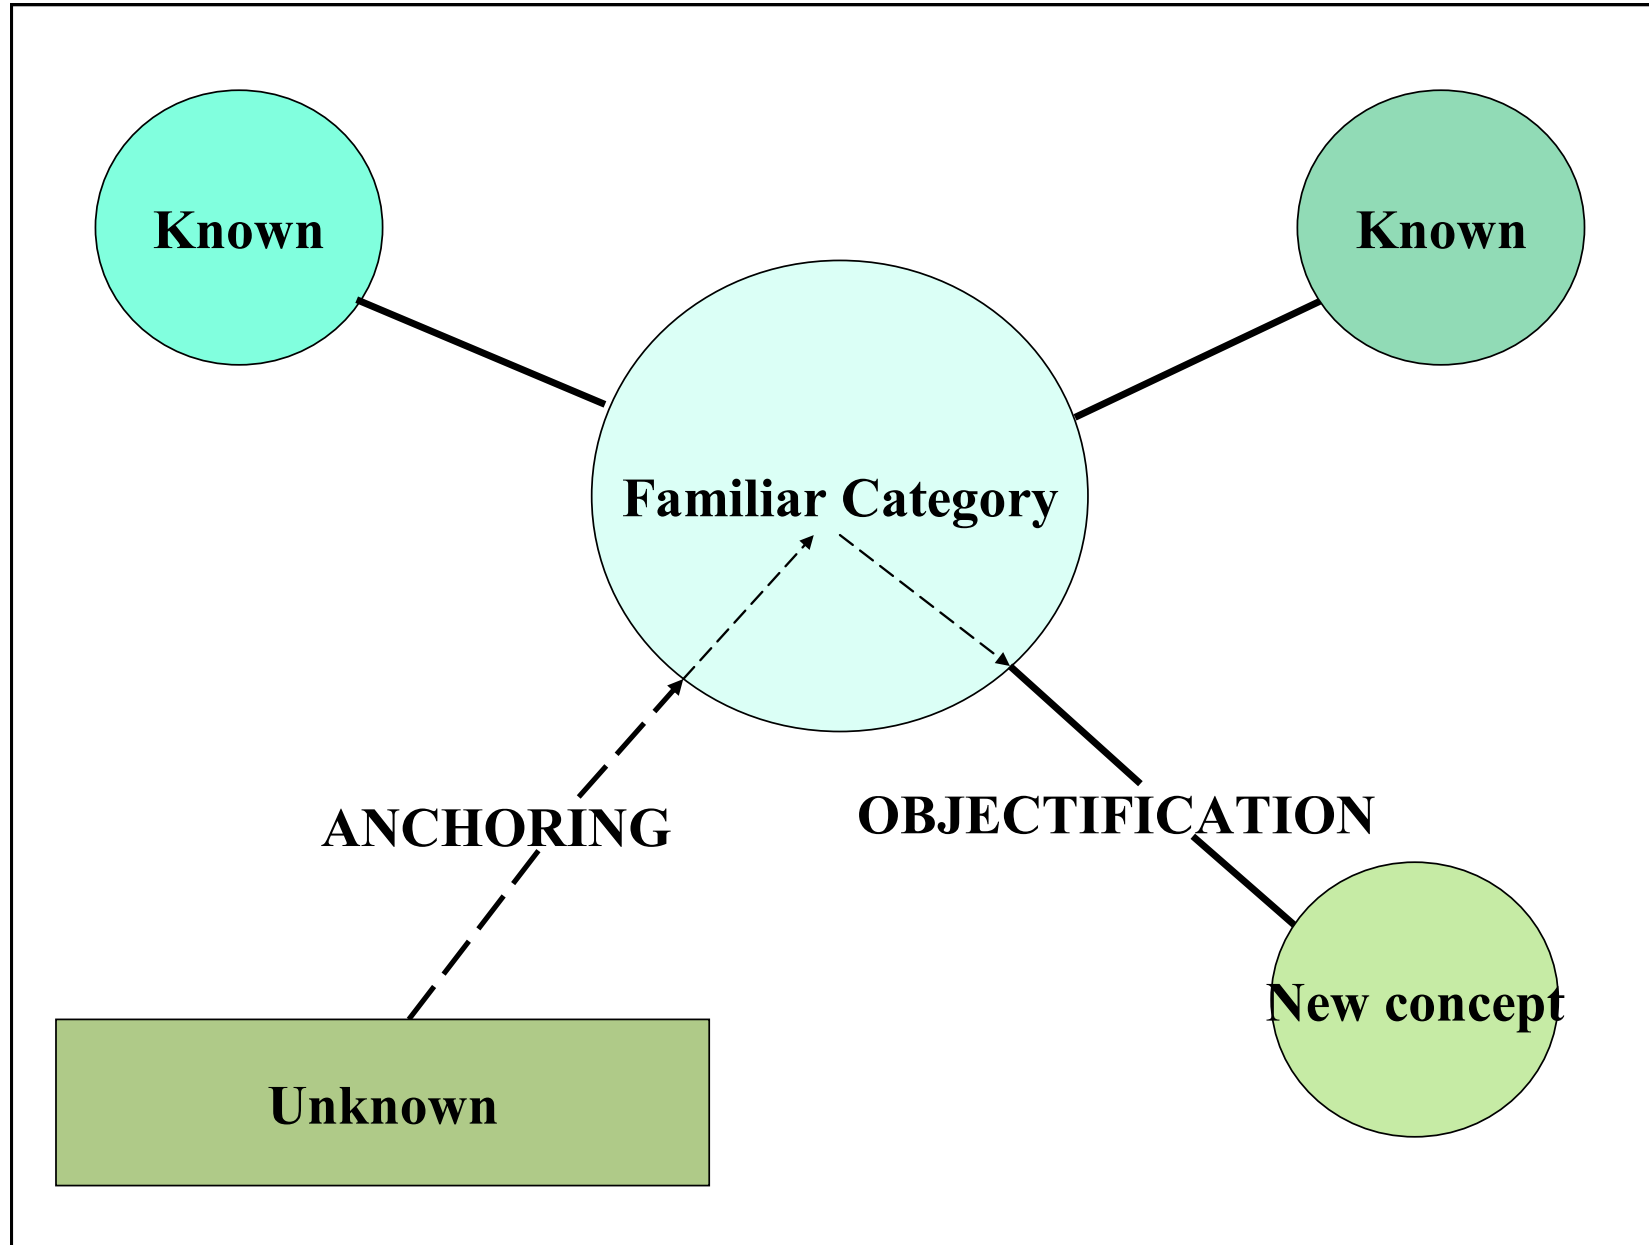 Known
Known
Familiar Category
ANCHORING
OBJECTIFICATION
New concept
Unknown